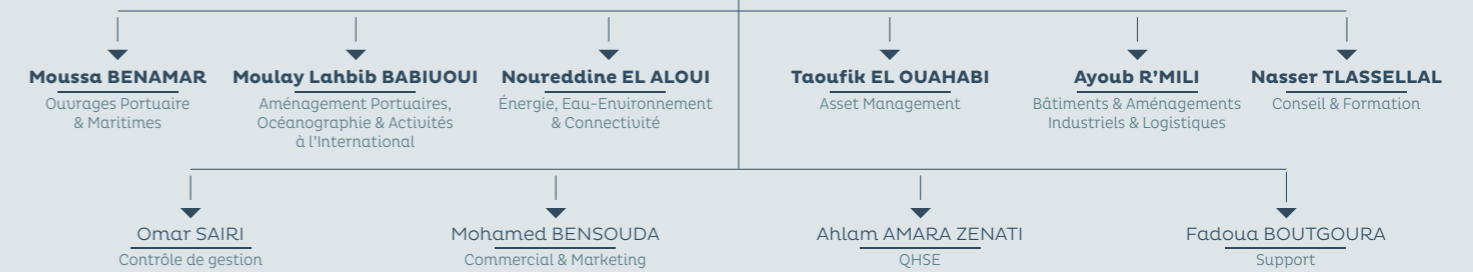 Moussa BENAMAR
Ouvrages Portuaire
& Maritimes
Moulay Lahbib BABIUOUI
Aménagement Portuaires,
Océanographie & Activités
à l'International
Noureddine EL ALOUI
Énergie, Eau-Environnement
& Connectivité
Taoufik EL OUAHABI
Asset Management
Ayoub R'MILI
Bâtiments & Aménagements
Industriels & Logistiques
Nasser TLASSELLAL
Conseil & Formation
Omar SAIRI
Contrôle de gestion
Mohamed BENSOUDA
Commercial & Marketing
Ahlam AMARA ZENATI
QHSE
Fadoua BOUTGOURA
Support